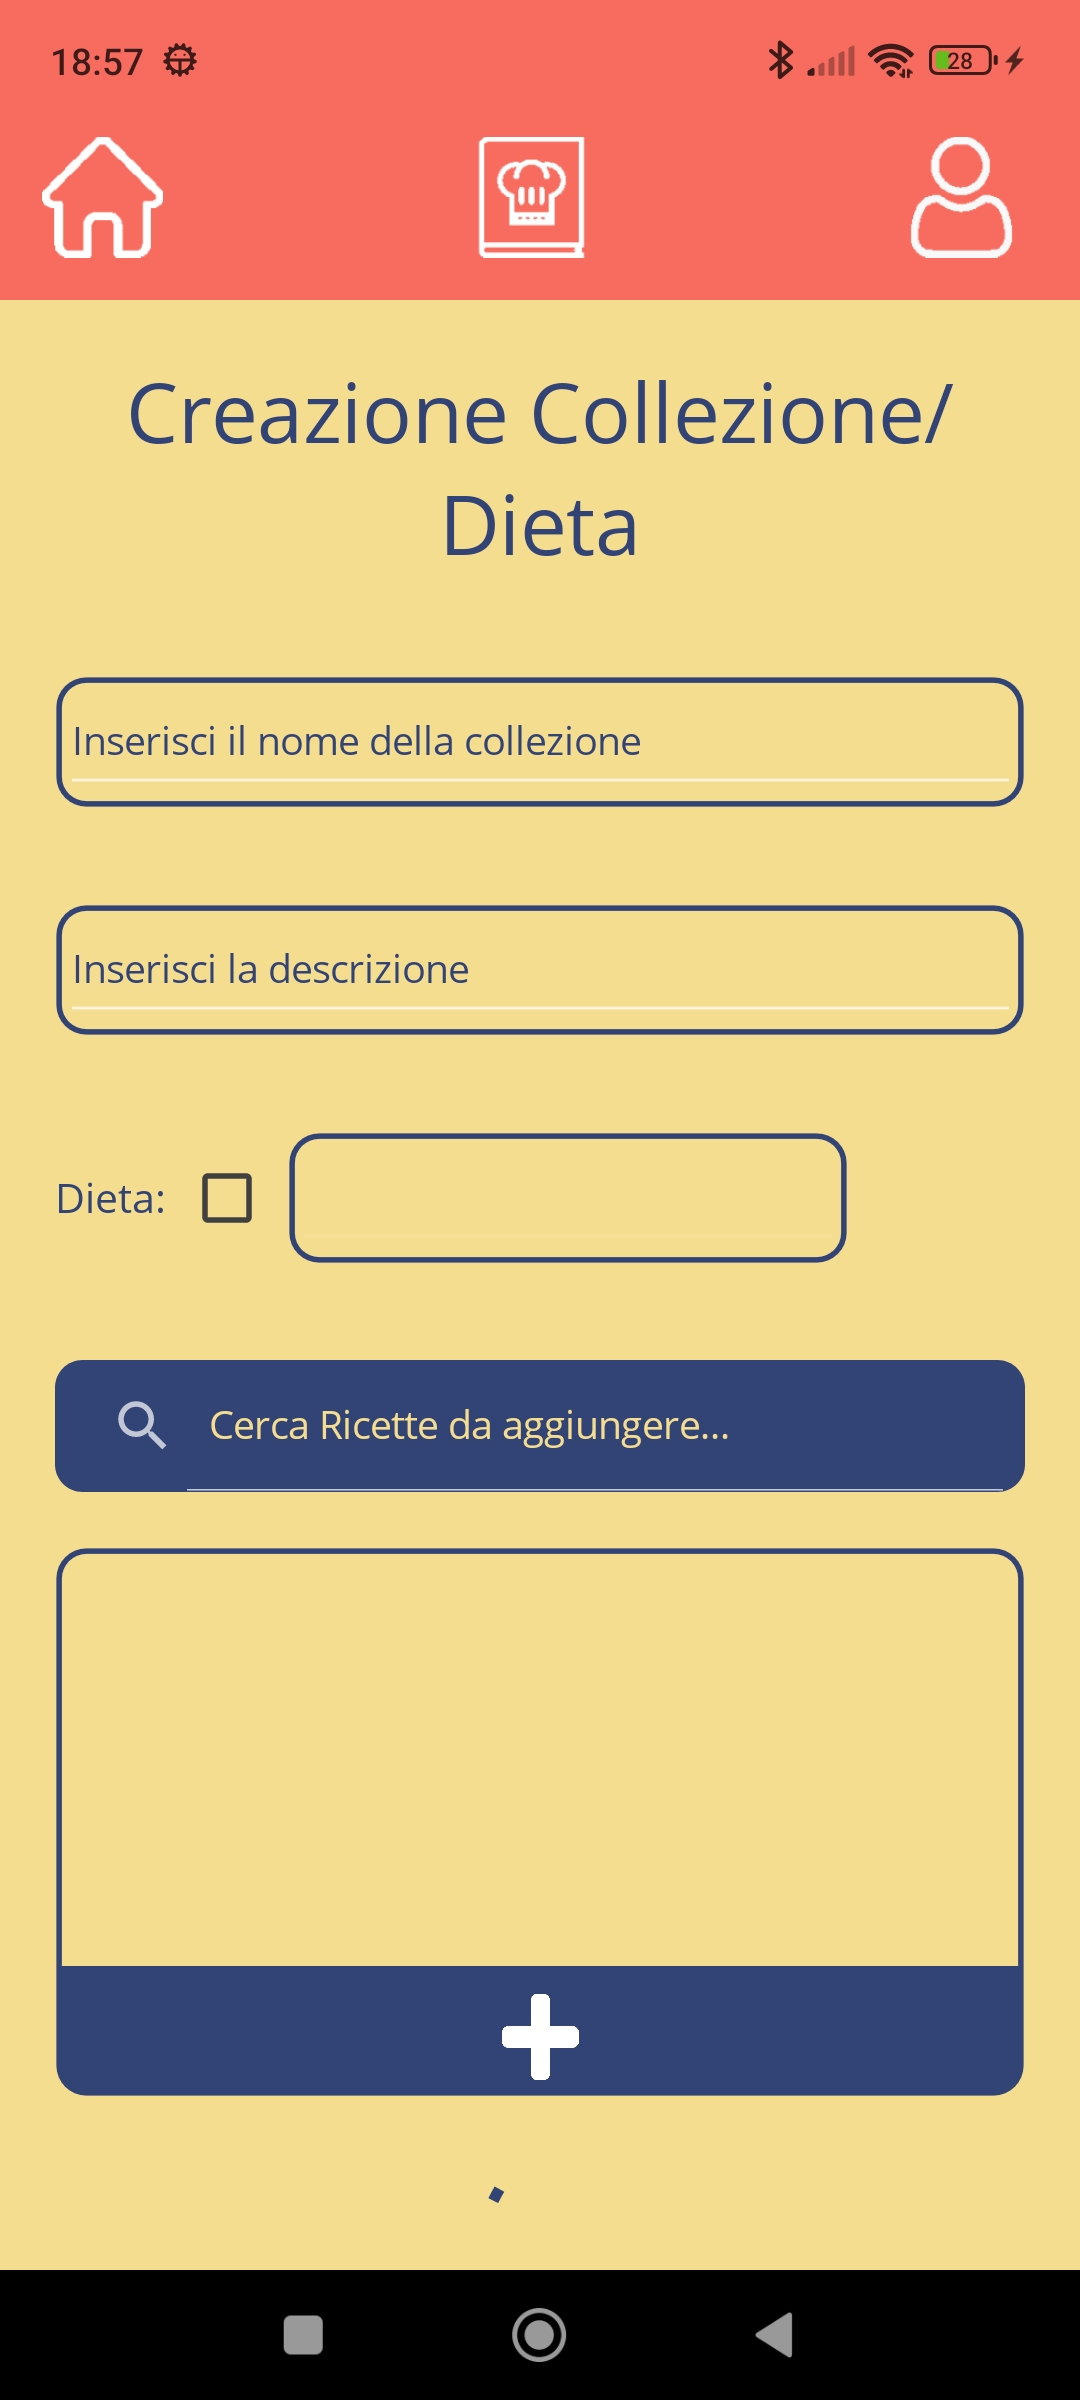 18:57
28
Creazione Collezione/
Dieta
Inserisci il nome della collezione
Inserisci la descrizione
Dieta:
Cerca Ricette da aggiungere...